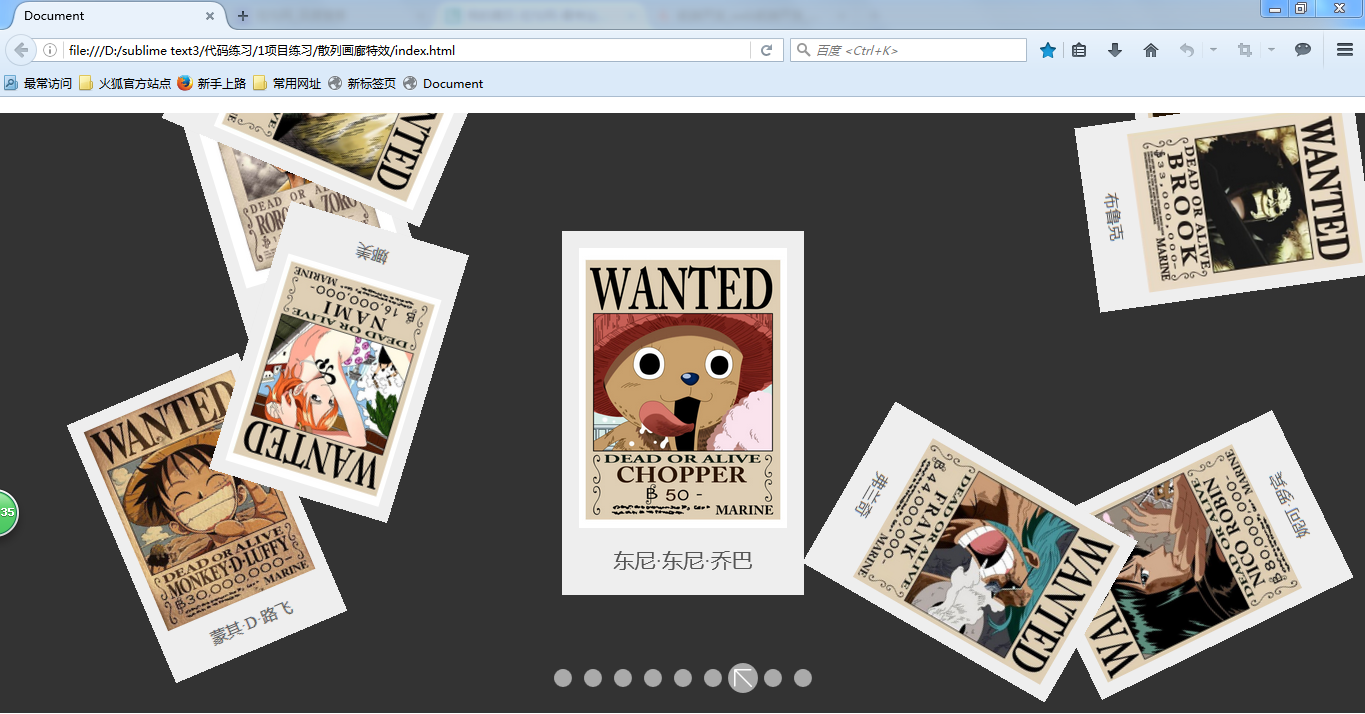 Document
file:///D:/sublime text3/代码练习/1项目练习/散列画廊特效/index.html
百度 <Ctrl+K>
最常访问
火狐官方站点
新手上路
常用网址
新标签页
Document
WANTED
DEAD OR ALIVE
娜美
MARINE
16,000,000-
NAMI
DEAD OR ALIVE
WANTED
WANTED
DEAD OR ALIVE
MONKEY·D·LUFFY
฿30,000,000-
MARINE
蒙其·D·路飞
35
WANTED
DEAD OR ALIVE
CHOPPER
฿ 50 -
MARINE
东尼·东尼·乔巴
WANTED
DEAD OR ALIVE
BROOK
฿33,000,000-
MARINE
布鲁克
WANTED
DEAD OR ALIVE
FRANKY
฿44,000,000-
MARINE
弗兰奇
DEAD OR ALIVE
NICO ROBIN
฿80,000,000-
MARINE
妮可·罗宾